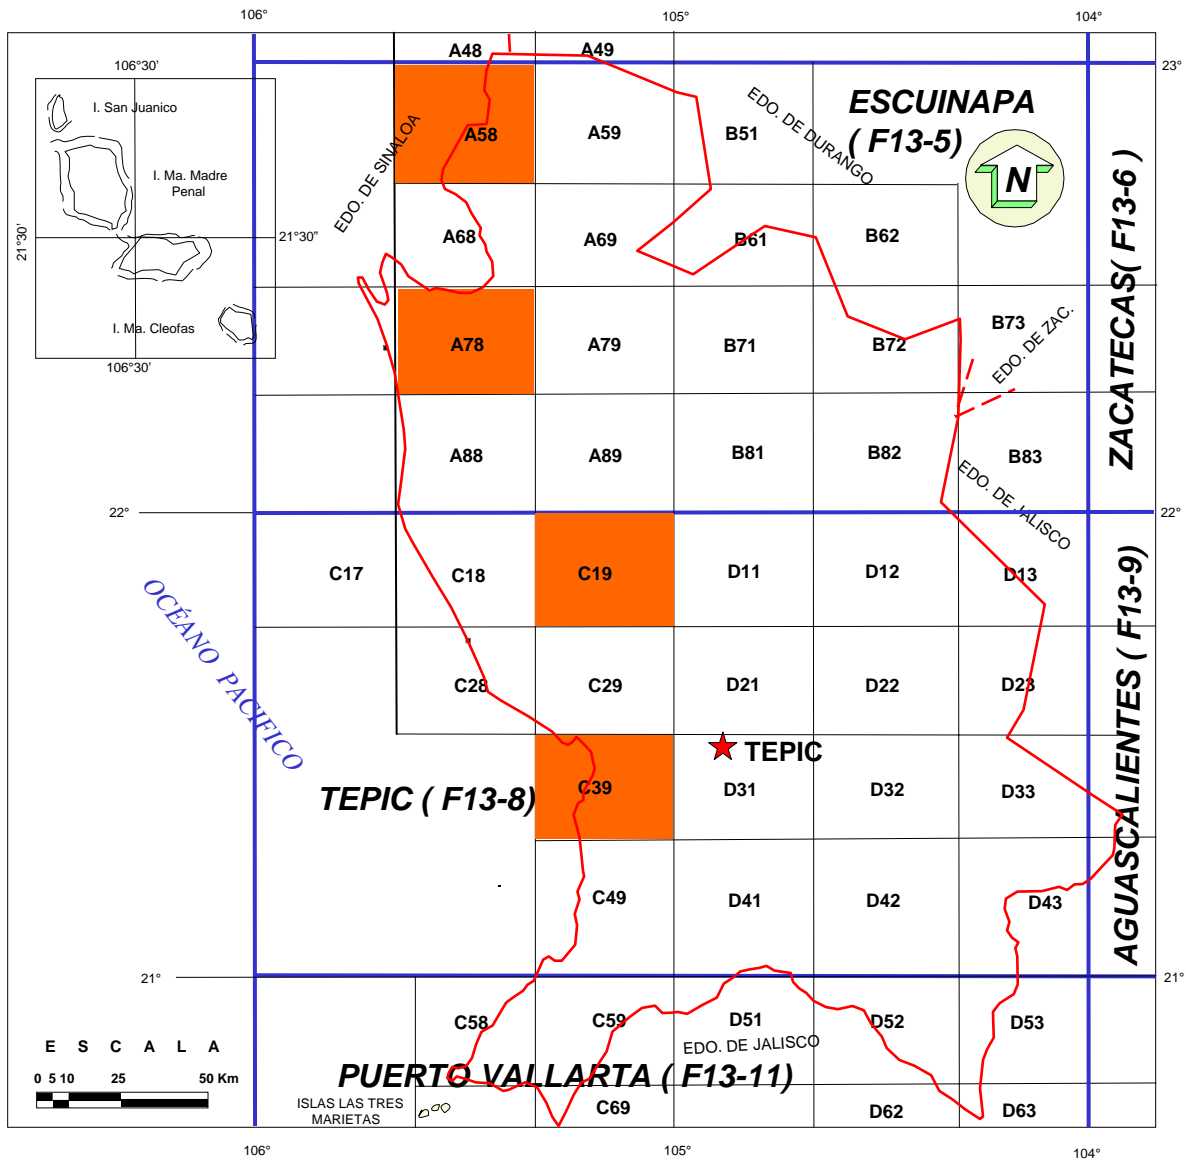 106°
105°
104°
A48
A49
23°
106°30'
I. San Juanico
I. Ma. Madre
Penal
21°30'
21°30"
I. Ma. Cleofas
106°30'
EDO. DE SINALOA
A58
A59
B51
EDO. DE DURANGO
ESCUINAPA
( F13-5)
N
ZACATECAS( F13-6 )
A68
A69
B61
B62
A78
A79
B71
B72
B73
EDO. DE ZAC.
A88
A89
B81
B82
B83
EDO. DE JALISCO
22°
22°
C17
C18
C19
D11
D12
D13
OCÉANO PACIFICO
C28
C29
D21
D22
D23
AGUASCALIENTES ( F13-9)
TEPIC
TEPIC ( F13-8)
C39
D31
D32
D33
C49
D41
D42
D43
21°
21°
C58
C59
D51
D52
D53
EDO. DE JALISCO
E S C A L A
0 5 10 25 50 Km
PUERTO VALLARTA ( F13-11)
ISLAS LAS TRES
MARIETAS
C69
D62
D63
106°
105°
104°